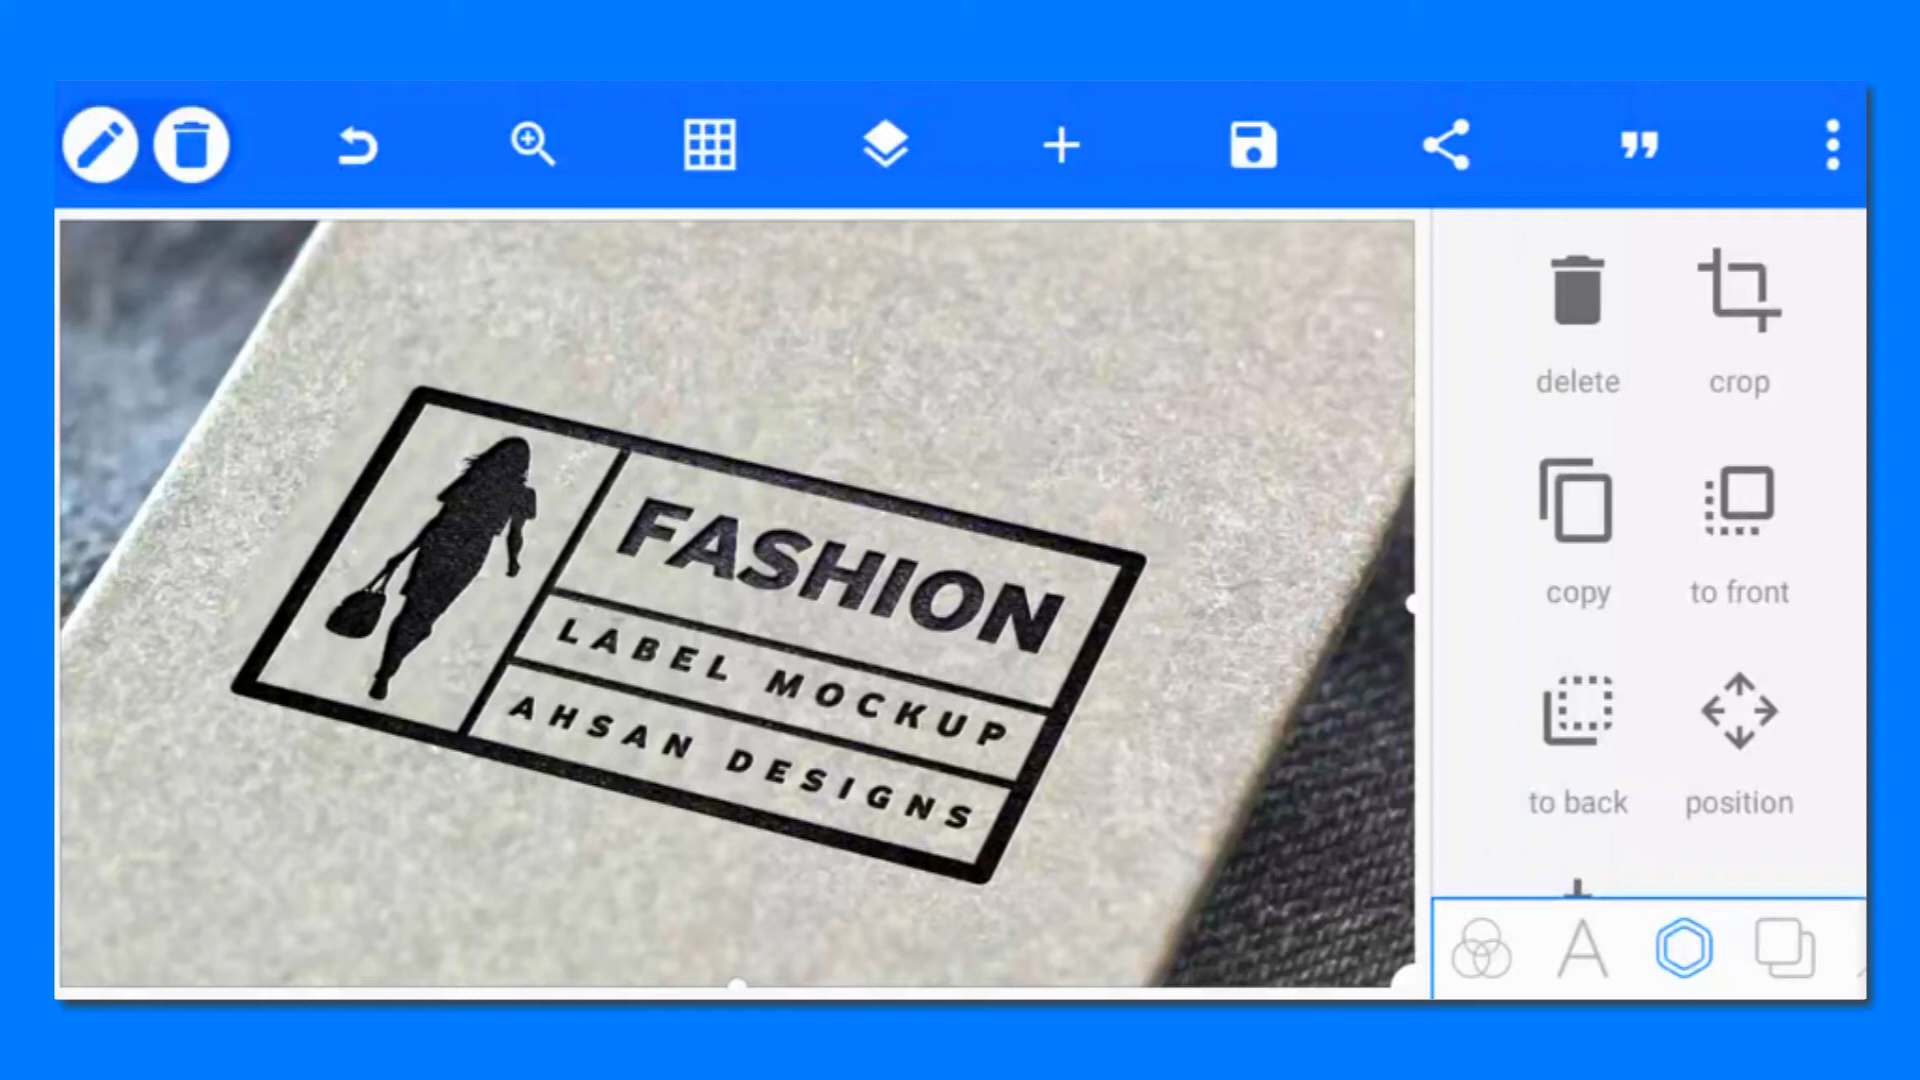 FASHION
LABEL MOCKUP
AHSAN DESIGNS
delete
crop
copy
to front
to back
position